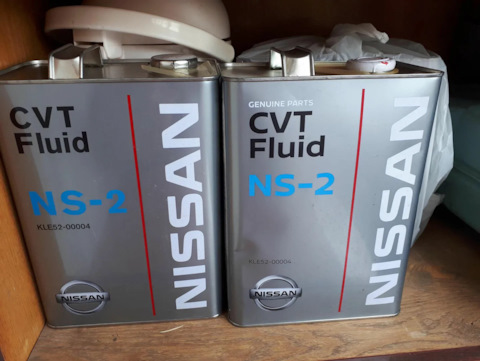 CVT
Fluid
NS-2
KLE52-00004
NISSAN
NISSAN
GENUINE PARTS
CVT
Fluid
NS-2
KLE52-00004
NISSAN
NISSAN